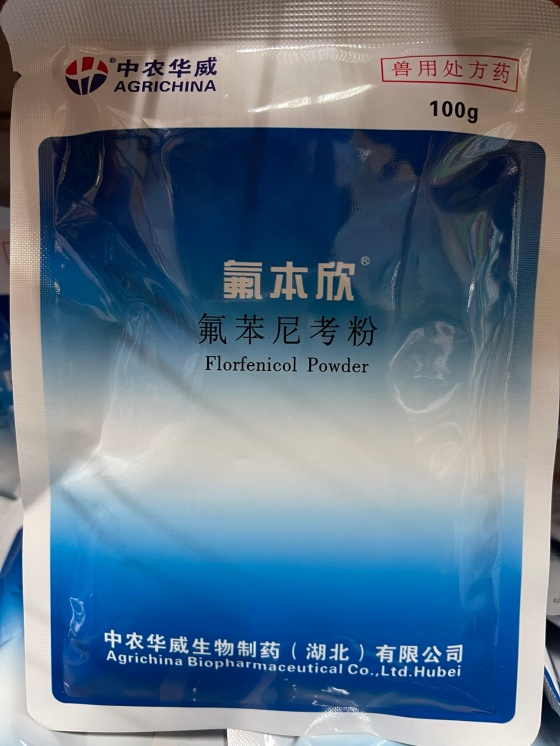 中农华威®
AGRICHINA
兽用处方药
100g
氟本欣®
氟苯尼考粉
Florfenicol Powder
中农华威生物制药(湖北)有限公司
Agrichina Biopharmaceutical Co.,Ltd.Hubei